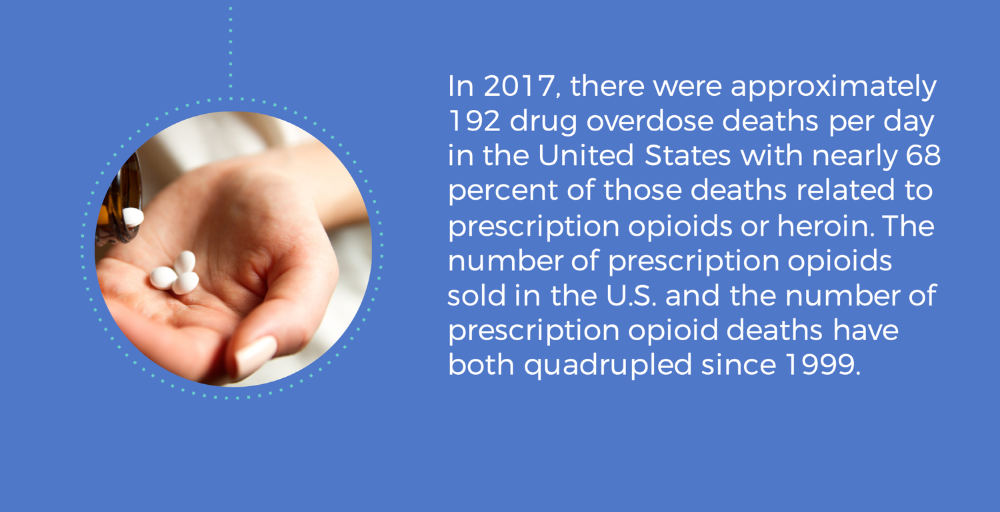 In 2017, there were approximately
192 drug overdose deaths per day
in the United States with nearly 68
percent of those deaths related to
prescription opioids or heroin. The
number of prescription opioids
sold in the U.S. and the number of
prescription opioid deaths have
both quadrupled since 1999.